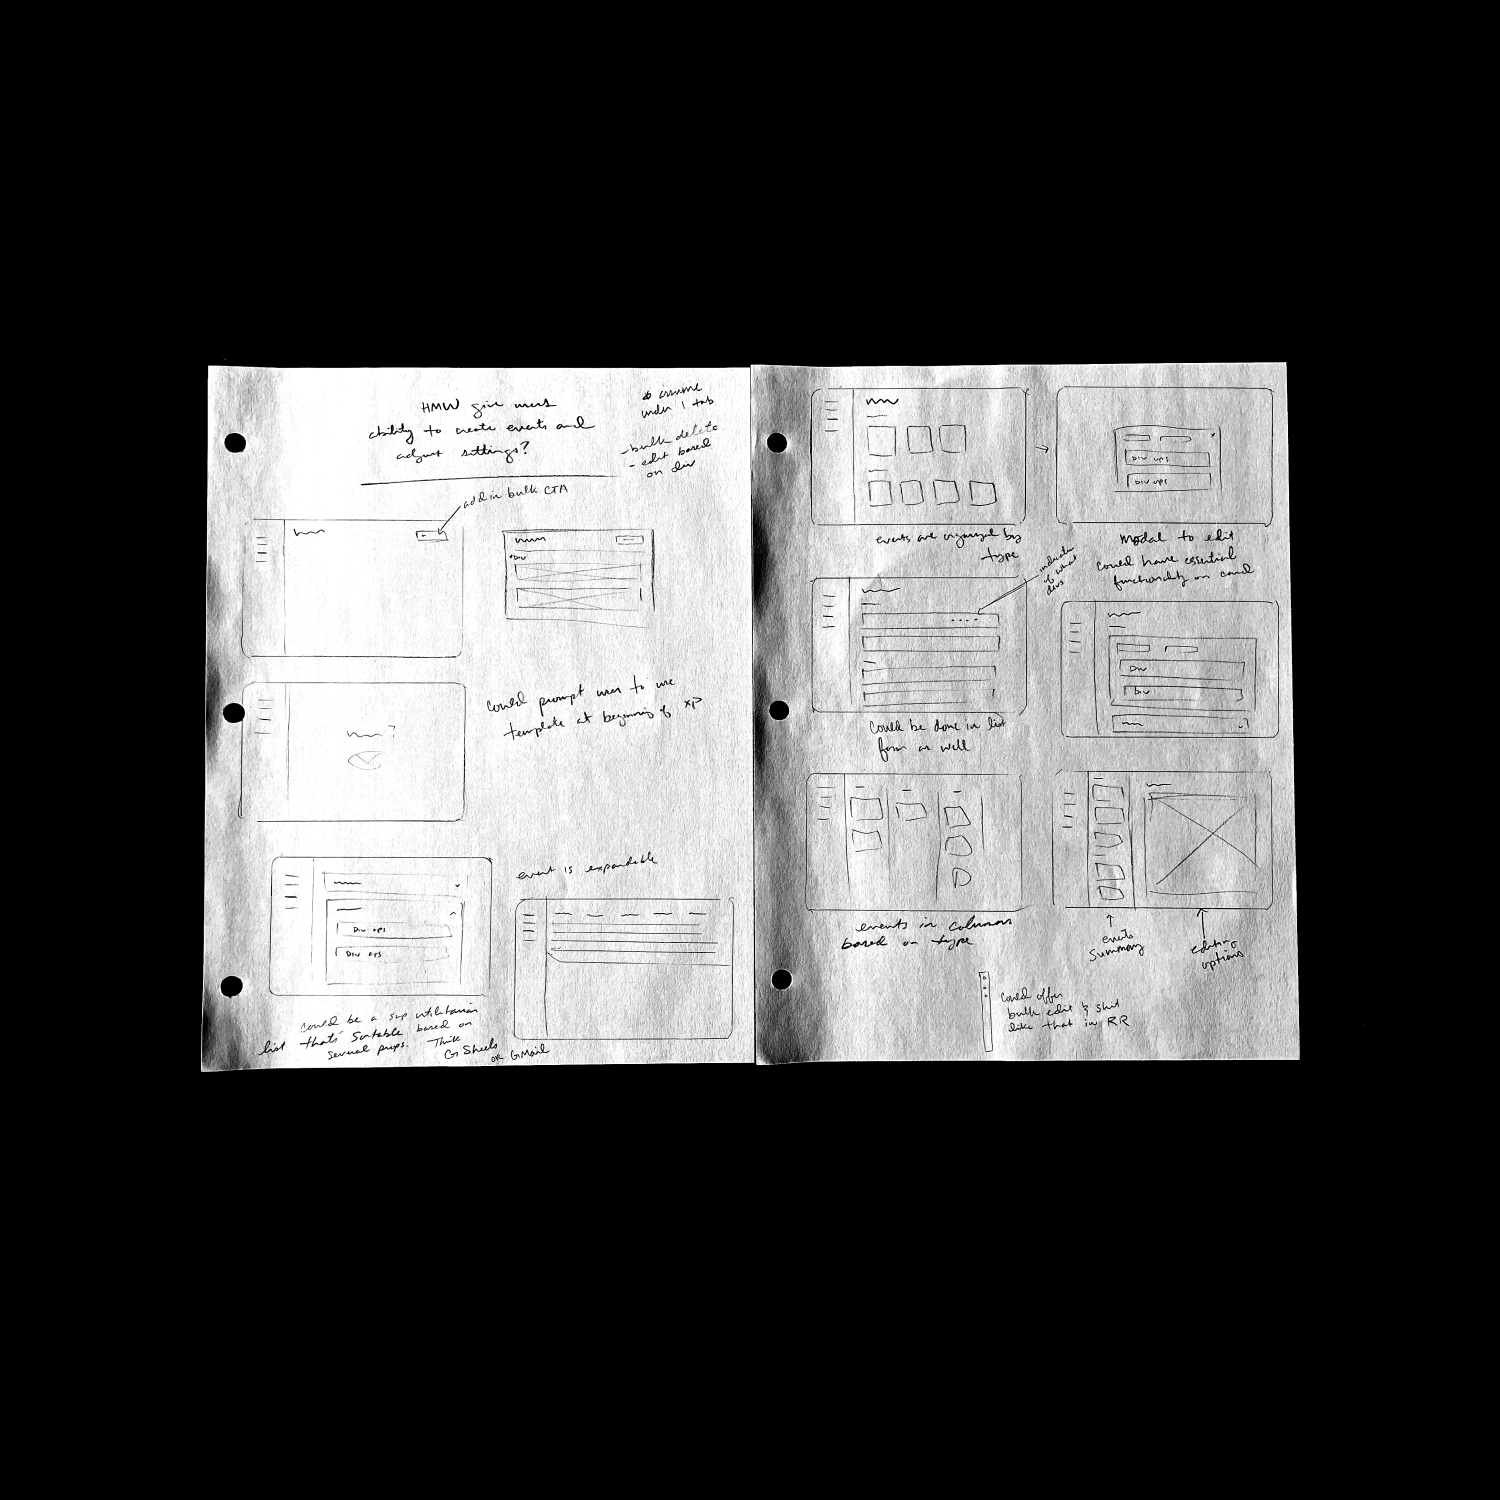 HMW give users
ability to create events and
adjust settings?
* assume
under 1 tab
- bulk delete
- edit based
on div
add in bulk CTA
+
Div
?
could prompt user to use
template at beginning of xp
event is expandable
Div ops
Div ops
could be a sup utilitarian
list that's sortable based on
several props. Think
G Sheets
or GMail
Div ops
Div ops
events are organized by
type
modal to edit
could have essential
functionality on card
indicator
of what
divs
could be done in list
form as well
Div
Div
events in columns
based on type
events
summary
editing
options
could offer
bulk edit & shit
like that in RR